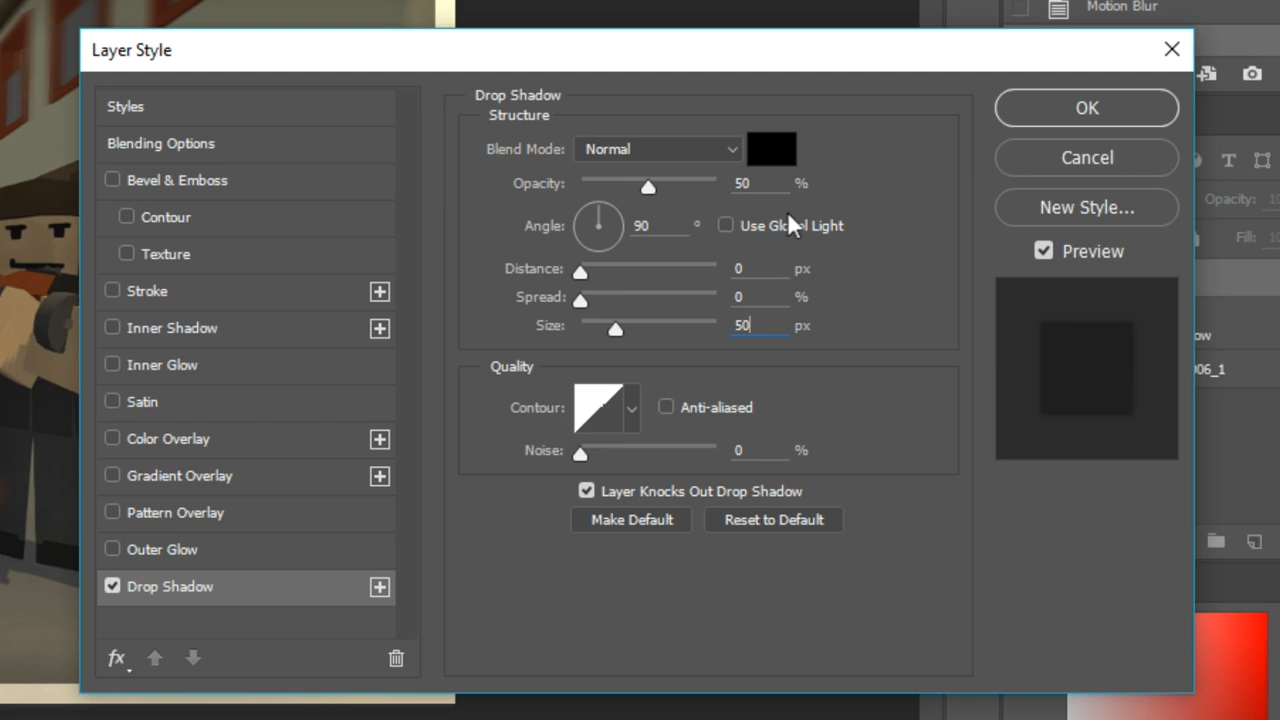 Motion Blur
Layer Style
Styles
Blending Options
Bevel & Emboss
Contour
Texture
Stroke
Inner Shadow
Inner Glow
Satin
Color Overlay
Gradient Overlay
Pattern Overlay
Outer Glow
Drop Shadow
fx
Drop Shadow
Structure
Blend Mode: Normal
Opacity: 50 %
Angle: 90 ° Use Global Light
Distance: 0 px
Spread: 0 %
Size: 50 px
Quality
Contour: Anti-aliased
Noise: 0 %
Layer Knocks Out Drop Shadow
Make Default Reset to Default
OK
Cancel
New Style...
Preview
Opacity:
Fill:
06_1